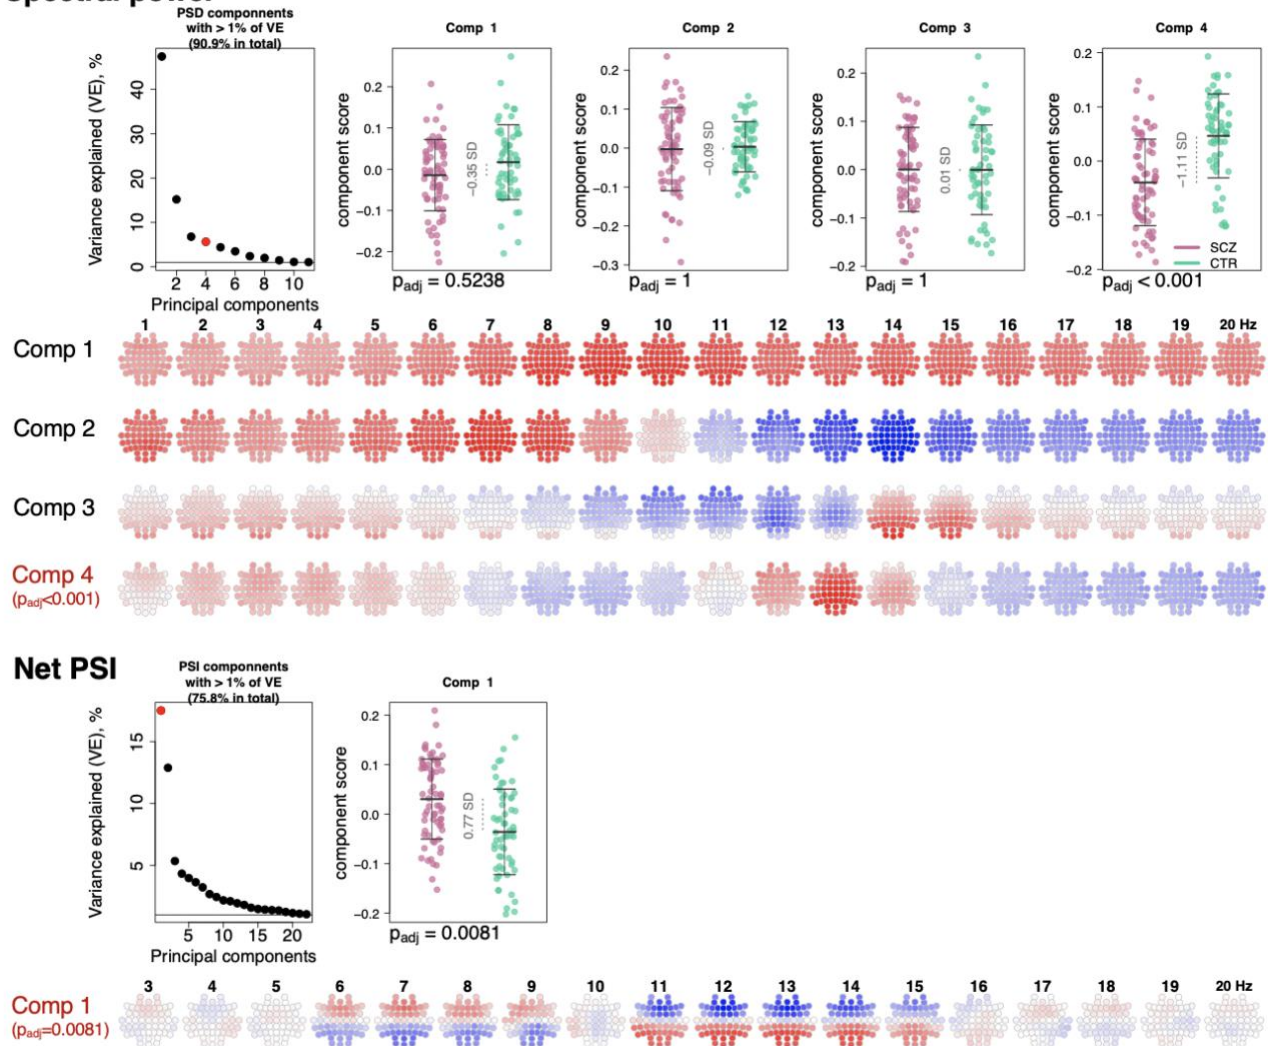 Spectral power
PSD componnents
with > 1% of VE
(90.9% in total)
Variance explained (VE), %
0 10 20 30 40
2 4 6 8 10
Principal components
Comp 1
component score
0.2
0.1
0.0
−0.1
−0.2
−0.35 SD
padj = 0.5238
Comp 2
component score
0.2
0.1
0.0
−0.1
−0.2
−0.3
−0.09 SD
padj = 1
Comp 3
component score
0.2
0.1
0.0
−0.1
−0.2
0.01 SD
padj = 1
Comp 4
component score
0.2
0.1
0.0
−0.1
−0.2
−1.11 SD
SCZ
CTR
padj < 0.001
1 2 3 4 5 6 7 8 9 10 11 12 13 14 15 16 17 18 19 20 Hz
Comp 1
Comp 2
Comp 3
Comp 4
(padj<0.001)
Net PSI
PSI componnents
with > 1% of VE
(75.8% in total)
Variance explained (VE), %
5 10 15
5 10 15 20
Principal components
Comp 1
component score
0.2
0.1
0.0
−0.1
−0.2
0.77 SD
padj = 0.0081
3 4 5 6 7 8 9 10 11 12 13 14 15 16 17 18 19 20 Hz
Comp 1
(padj=0.0081)